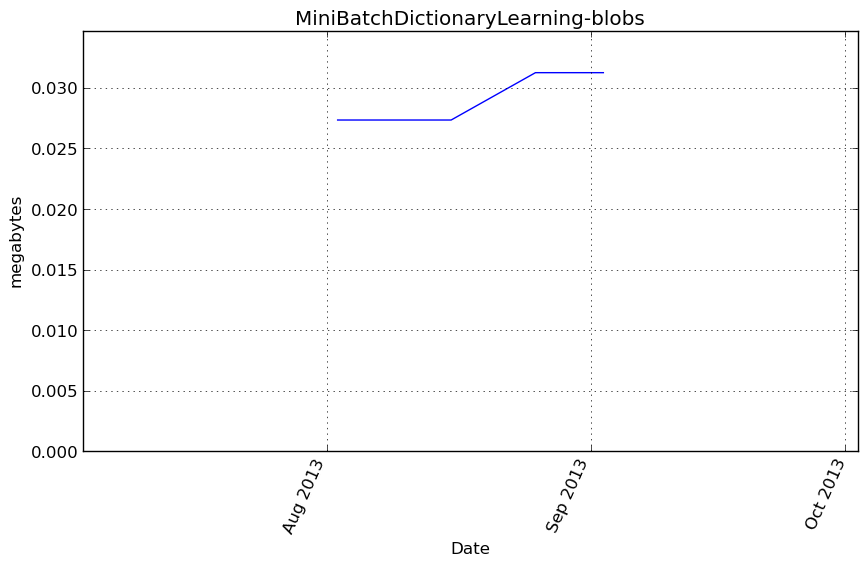 MiniBatchDictionaryLearning-blobs
megabytes
0.030
0.025
0.020
0.015
0.010
0.005
0.000
Aug 2013
Sep 2013
Oct 2013
Date